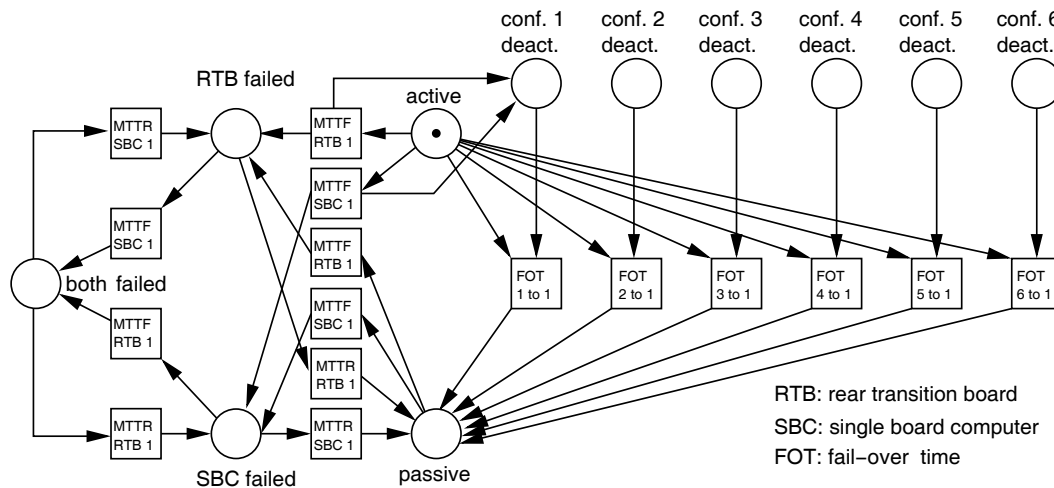 conf. 1 conf. 2 conf. 3 conf. 4 conf. 5 conf. 6
deact. deact. deact. deact. deact. deact.
RTB failed
active
MTTR
SBC 1
MTTF
RTB 1
MTTF
SBC 1
MTTF
SBC 1
MTTF
RTB 1
both failed
FOT
1 to 1
FOT
2 to 1
FOT
3 to 1
FOT
4 to 1
FOT
5 to 1
FOT
6 to 1
MTTF
RTB 1
MTTF
SBC 1
MTTR
RTB 1
MTTR
RTB 1
MTTR
SBC 1
SBC failed
passive
RTB: rear transition board
SBC: single board computer
FOT: fail−over time